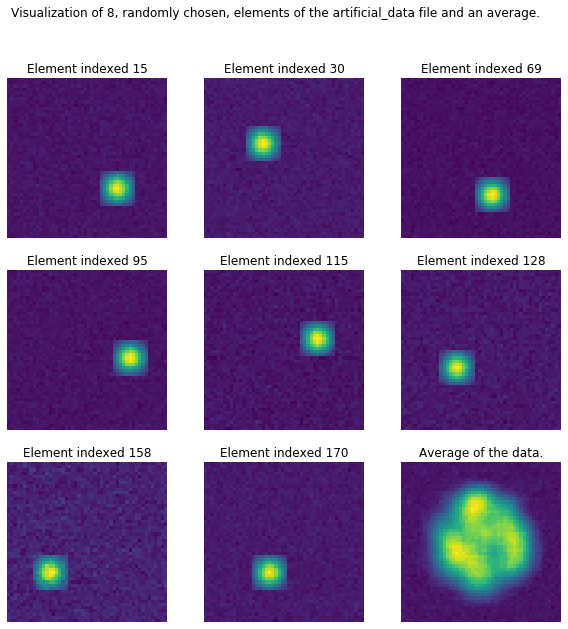 Visualization of 8, randomly chosen, elements of the artificial_data file and an average.
Element indexed 15
Element indexed 30
Element indexed 69
Element indexed 95
Element indexed 115
Element indexed 128
Element indexed 158
Element indexed 170
Average of the data.